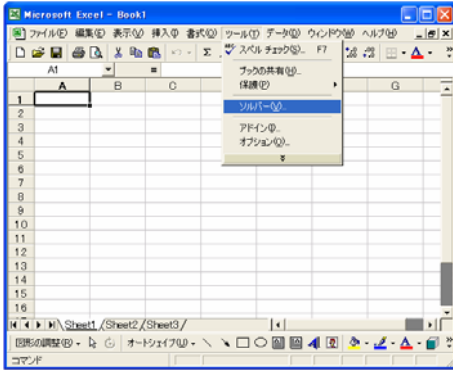 Microsoft Excel - Book1
ファイル(F) 編集(E) 表示(V) 挿入(I) 書式(O) ツール(T) データ(D) ウィンドウ(W) ヘルプ(H)
スペル チェック(S)... F7
ブックの共有(H)...
保護(P)
ソルバー(V)...
アドイン(I)...
オプション(O)...
A1 =
A B C G
1
2
3
4
5
6
7
8
9
10
11
12
13
14
15
16
Sheet1 Sheet2 Sheet3
図形の調整(R) オートシェイプ(U)
コマンド